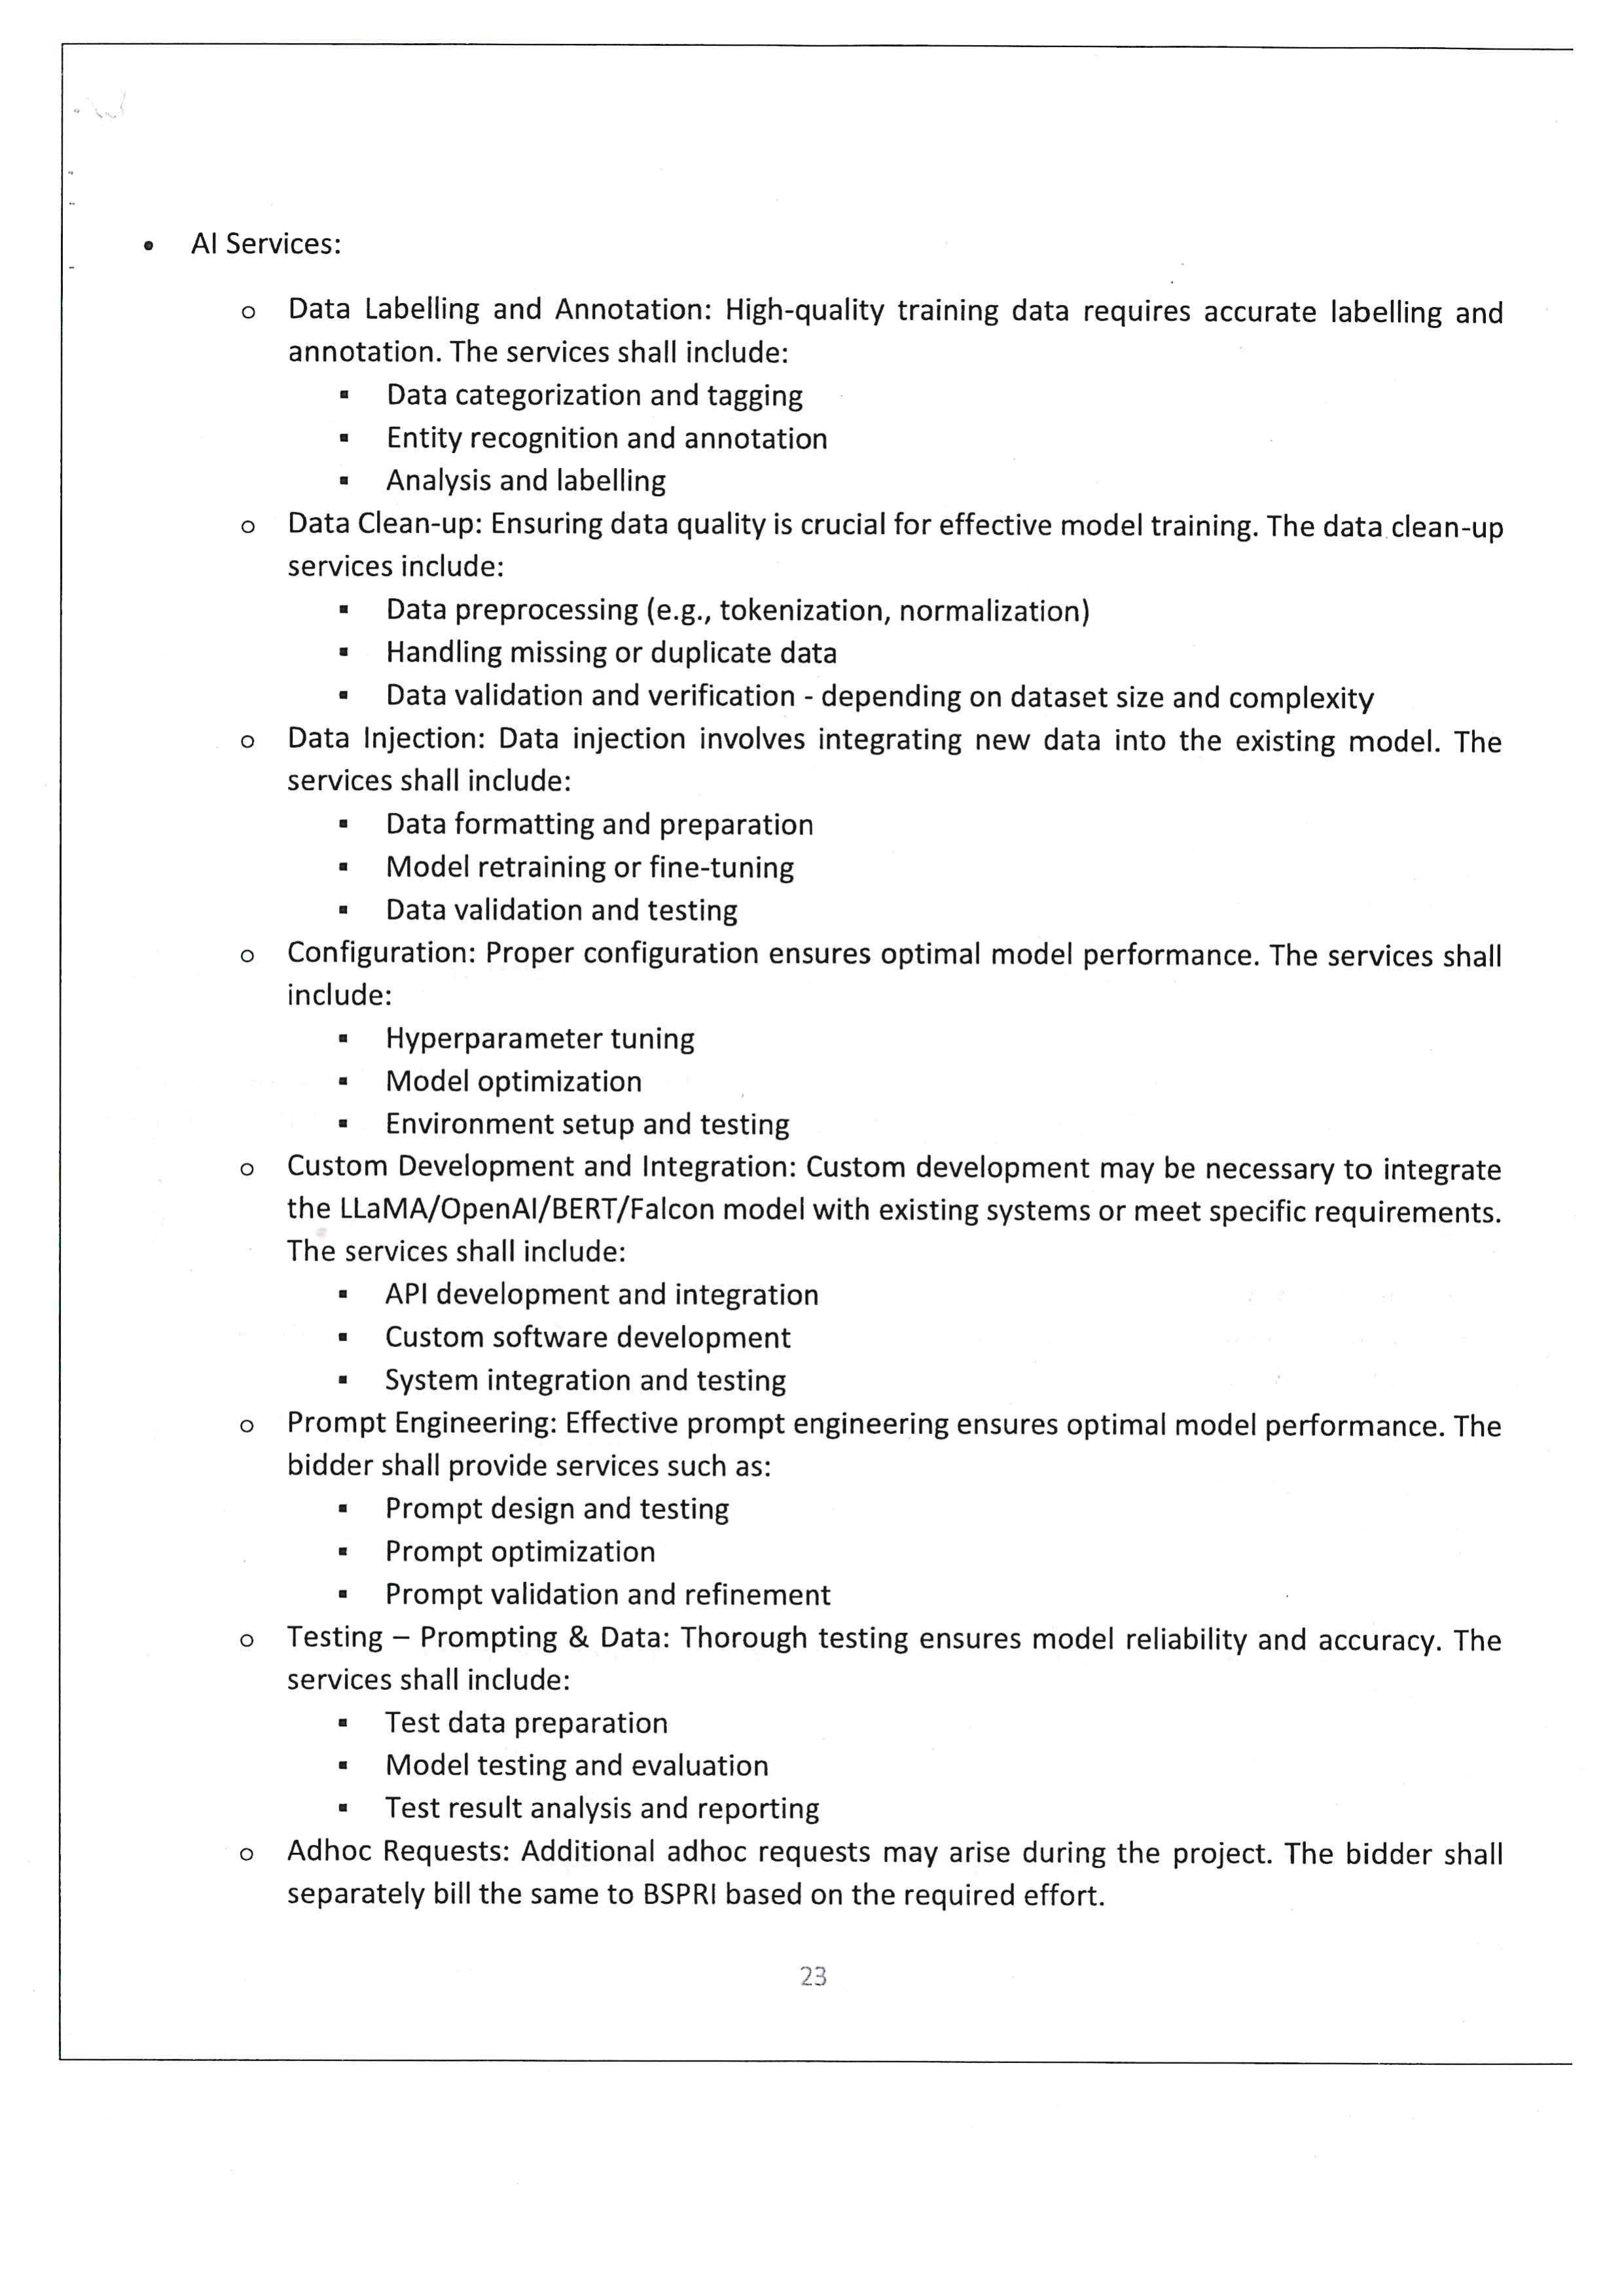 • AI Services:
o Data Labelling and Annotation: High-quality training data requires accurate labelling and
annotation. The services shall include:
▪ Data categorization and tagging
▪ Entity recognition and annotation
▪ Analysis and labelling
o Data Clean-up: Ensuring data quality is crucial for effective model training. The data clean-up
services include:
▪ Data preprocessing (e.g., tokenization, normalization)
▪ Handling missing or duplicate data
▪ Data validation and verification - depending on dataset size and complexity
o Data Injection: Data injection involves integrating new data into the existing model. The
services shall include:
▪ Data formatting and preparation
▪ Model retraining or fine-tuning
▪ Data validation and testing
o Configuration: Proper configuration ensures optimal model performance. The services shall
include:
▪ Hyperparameter tuning
▪ Model optimization
▪ Environment setup and testing
o Custom Development and Integration: Custom development may be necessary to integrate
the LLaMA/OpenAI/BERT/Falcon model with existing systems or meet specific requirements.
The services shall include:
▪ API development and integration
▪ Custom software development
▪ System integration and testing
o Prompt Engineering: Effective prompt engineering ensures optimal model performance. The
bidder shall provide services such as:
▪ Prompt design and testing
▪ Prompt optimization
▪ Prompt validation and refinement
o Testing – Prompting & Data: Thorough testing ensures model reliability and accuracy. The
services shall include:
▪ Test data preparation
▪ Model testing and evaluation
▪ Test result analysis and reporting
o Adhoc Requests: Additional adhoc requests may arise during the project. The bidder shall
separately bill the same to BSPRI based on the required effort.
23